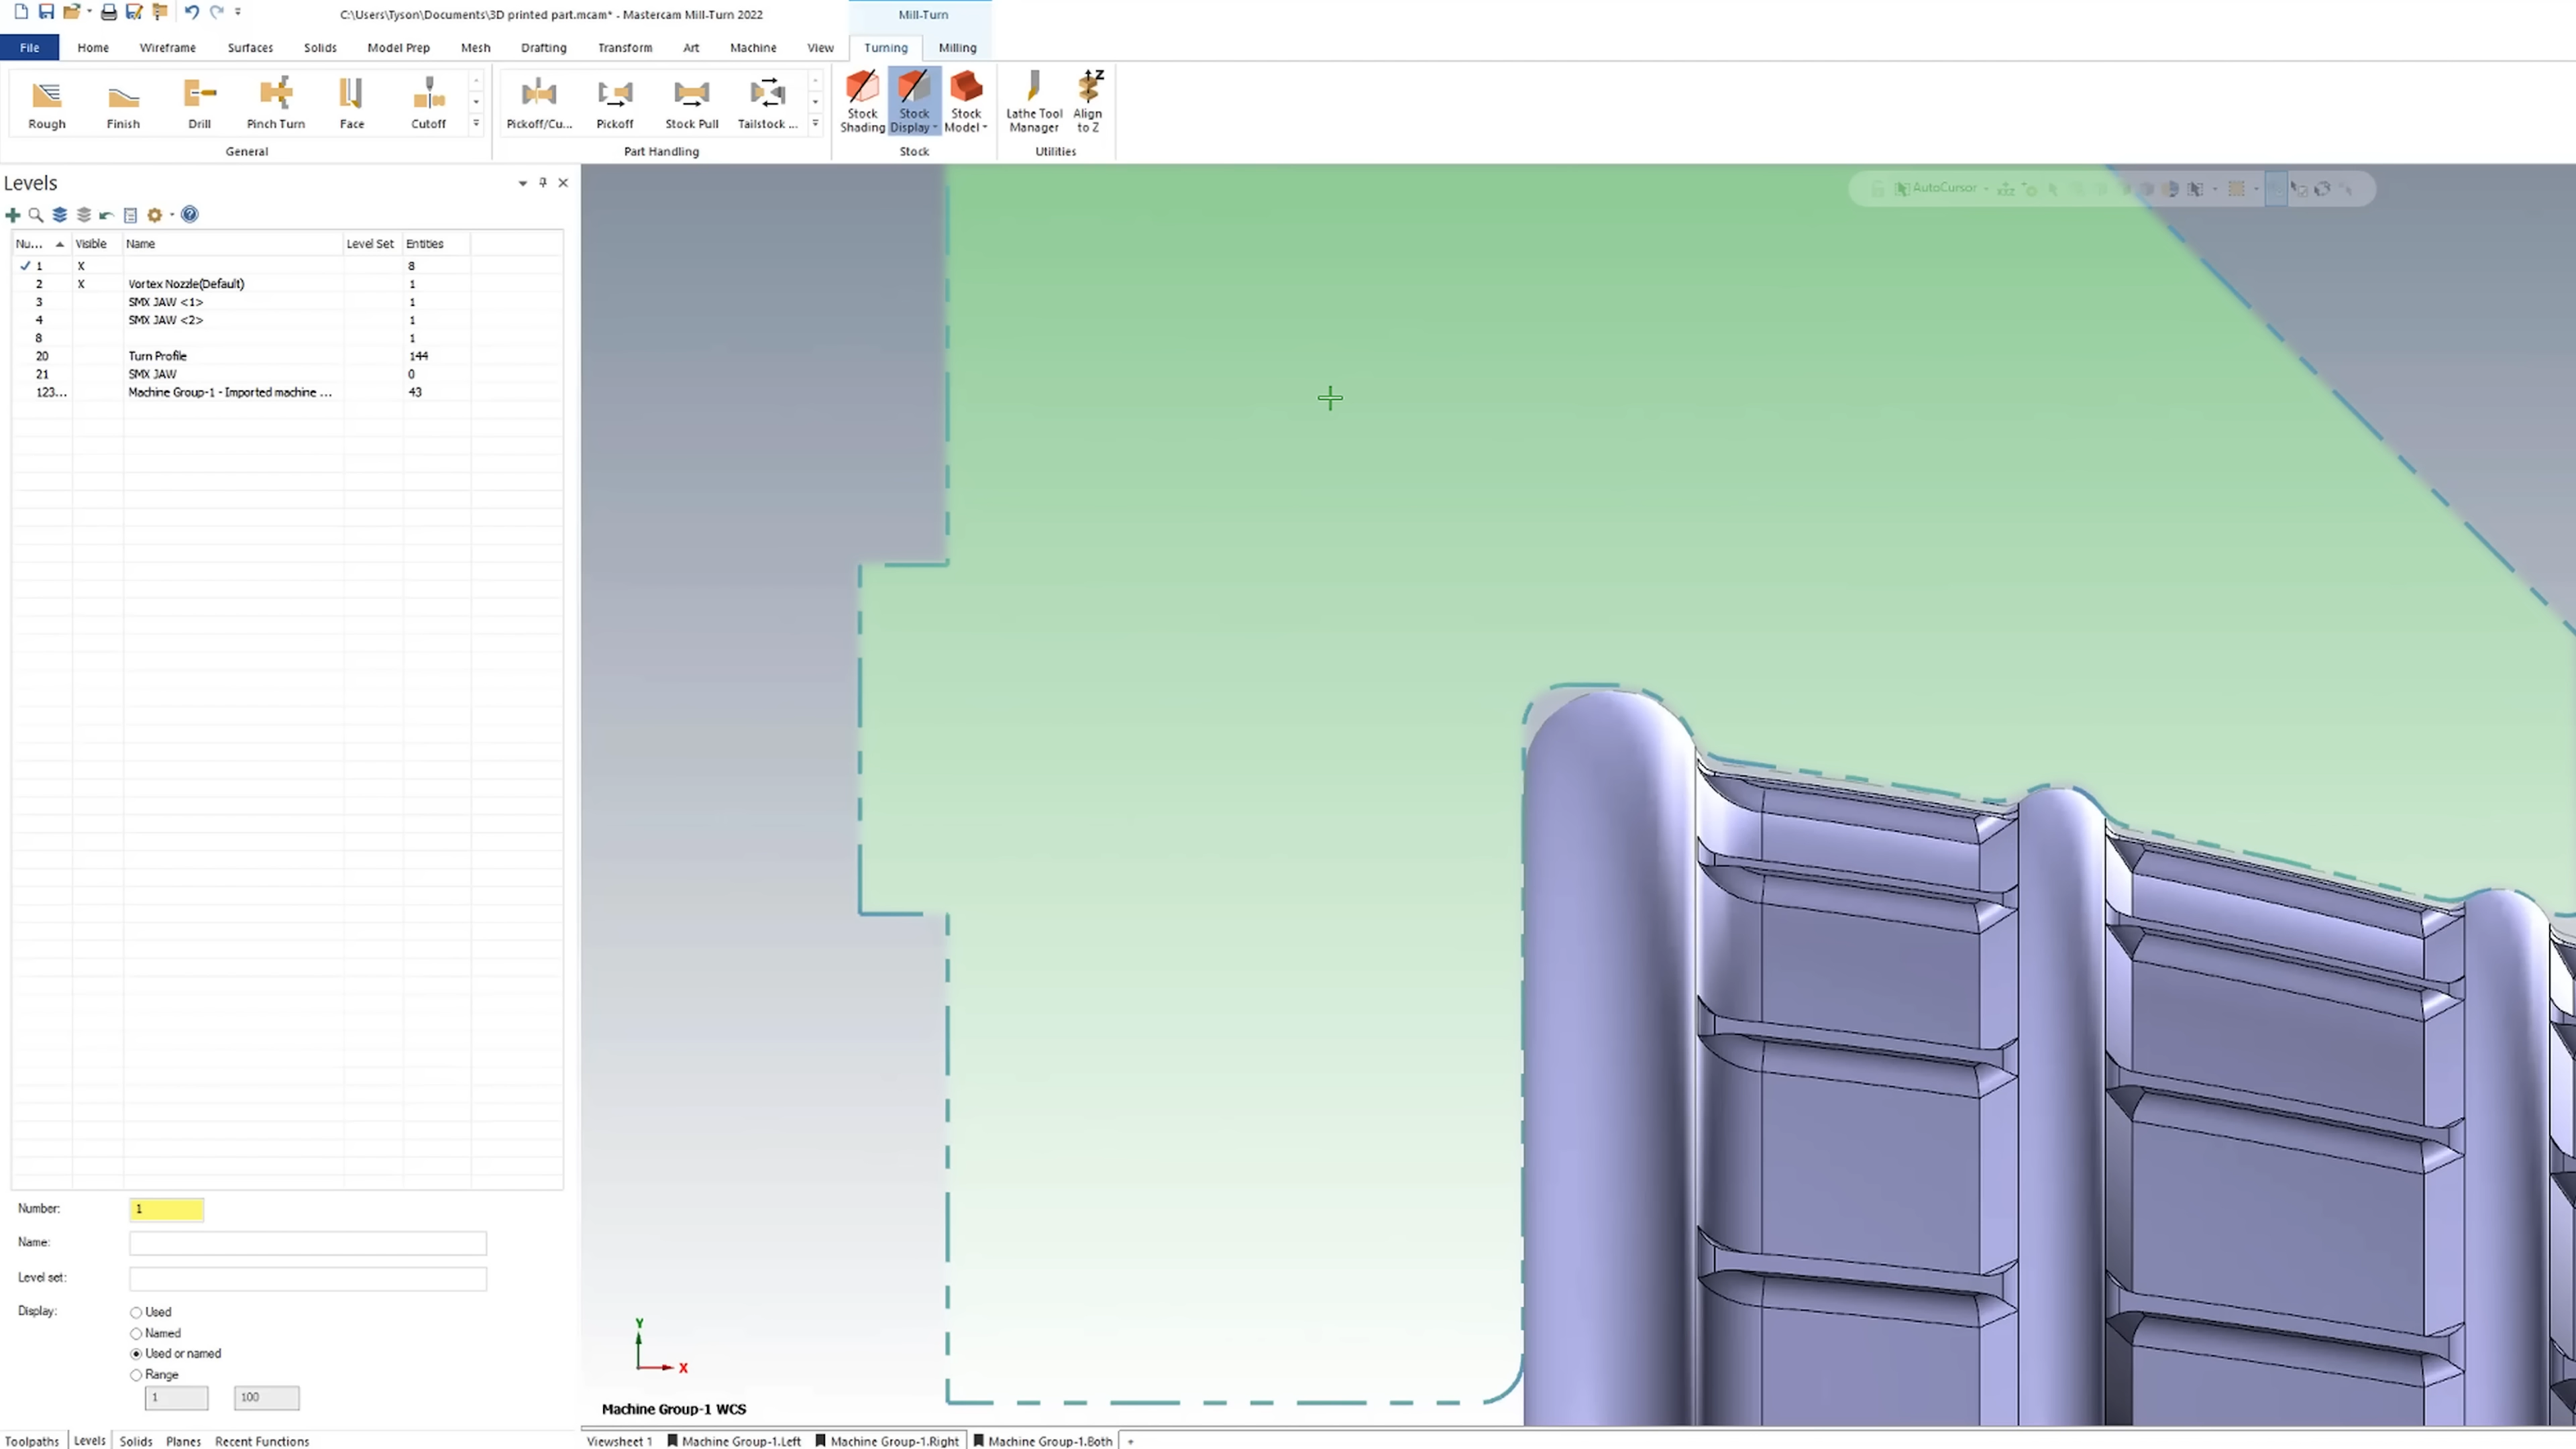 C:\Users\Tyson\Documents\3D printed part.mcam* - Mastercam Mill-Turn 2022
Mill-Turn
File Home Wireframe Surfaces Solids Model Prep Mesh Drafting Transform Art Machine View Turning Milling
Rough Finish Drill Pinch Turn Face Cutoff
Pickoff/Cu... Pickoff Stock Pull Tailstock ...
Stock Shading
Stock Display
Stock Model
Lathe Tool Manager
Z
Align to Z
General Part Handling Stock Utilities
Levels
AutoCursor
XYZ
Nu... Visible Name Level Set Entities
1 X 8
2 X Vortex Nozzle(Default) 1
3 SMX JAW <1> 1
4 SMX JAW <2> 1
8 1
20 Turn Profile 144
21 SMX JAW 0
123... Machine Group-1 - Imported machine ... 43
Number: 1
Name:
Level set:
Display: Used
Named
Used or named
Range
1 100
Y
X
Machine Group-1 WCS
Toolpaths Levels Solids Planes Recent Functions
Viewsheet 1 Machine Group-1.Left Machine Group-1.Right Machine Group-1.Both +